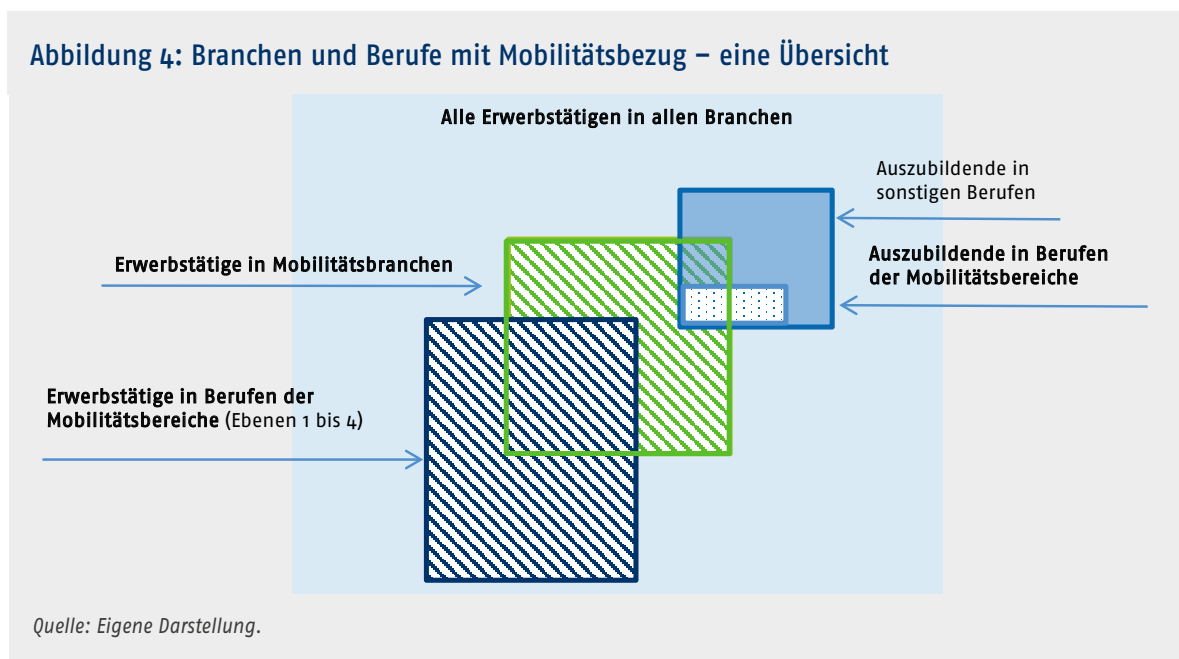 Abbildung 4: Branchen und Berufe mit Mobilitätsbezug – eine Übersicht
Alle Erwerbstätigen in allen Branchen
Auszubildende in
sonstigen Berufen
Auszubildende in Berufen
der Mobilitätsbereiche
Erwerbstätige in Mobilitätsbranchen
Erwerbstätige in Berufen der
Mobilitätsbereiche (Ebenen 1 bis 4)
Quelle: Eigene Darstellung.